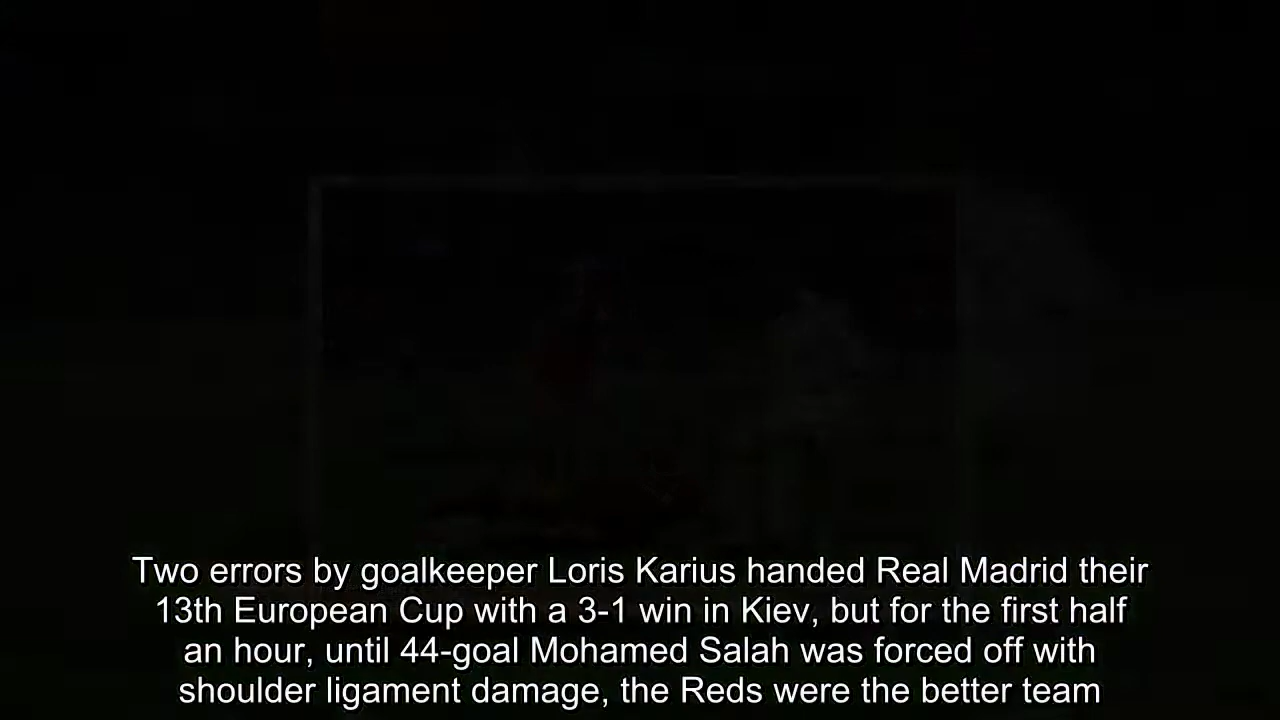 Two errors by goalkeeper Loris Karius handed Real Madrid their
13th European Cup with a 3-1 win in Kiev, but for the first half
an hour, until 44-goal Mohamed Salah was forced off with
shoulder ligament damage, the Reds were the better team